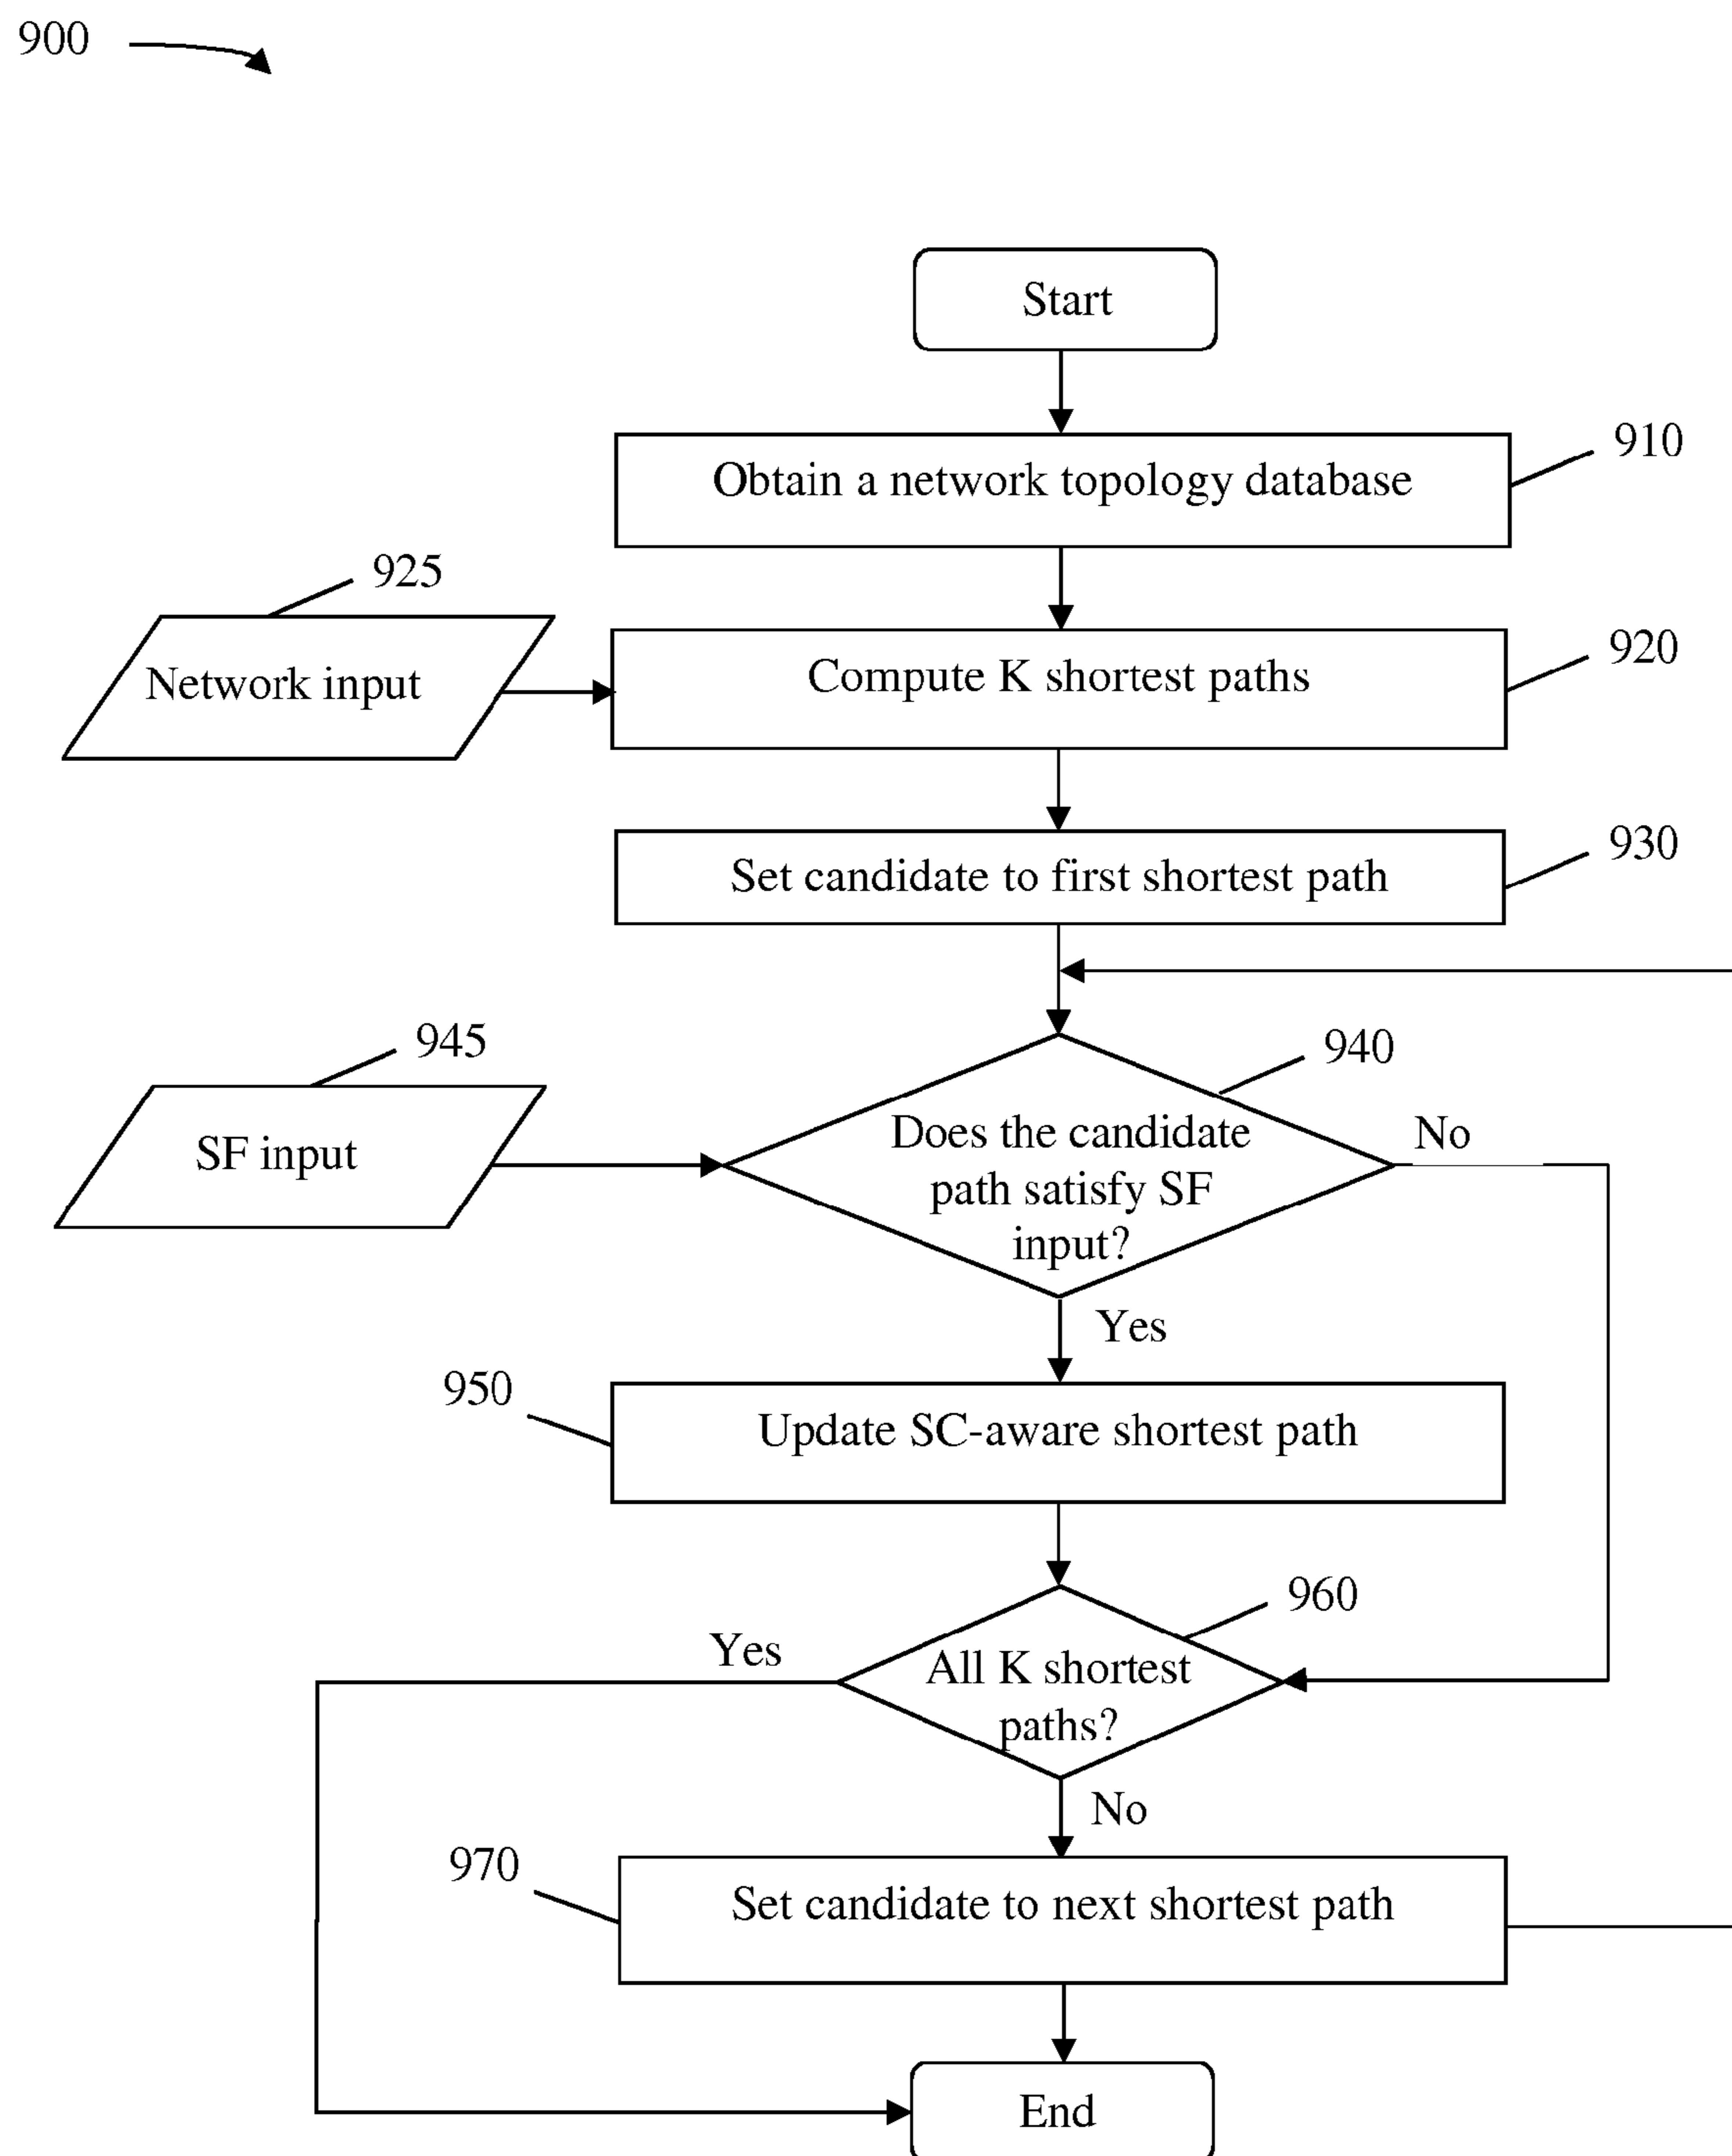 900
Start
Obtain a network topology database
910
925
Network input
Compute K shortest paths
920
Set candidate to first shortest path
930
945
SF input
940
Does the candidate
path satisfy SF
input?
No
Yes
950
Update SC-aware shortest path
960
Yes
All K shortest
paths?
No
970
Set candidate to next shortest path
End